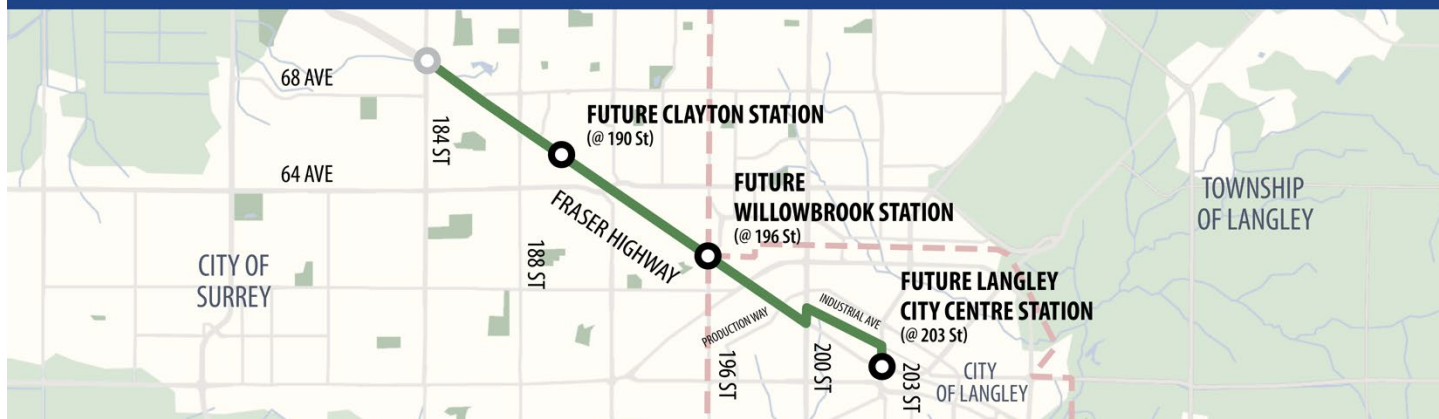 68 AVE
184 ST
FUTURE CLAYTON STATION
(@ 190 St)
64 AVE
FRASER HIGHWAY
188 ST
FUTURE
WILLOWBROOK STATION
(@ 196 St)
TOWNSHIP
OF LANGLEY
CITY OF
SURREY
FUTURE LANGLEY
CITY CENTRE STATION
(@ 203 St)
PRODUCTION WAY
INDUSTRIAL AVE
196 ST
200 ST
203 ST
CITY
OF LANGLEY